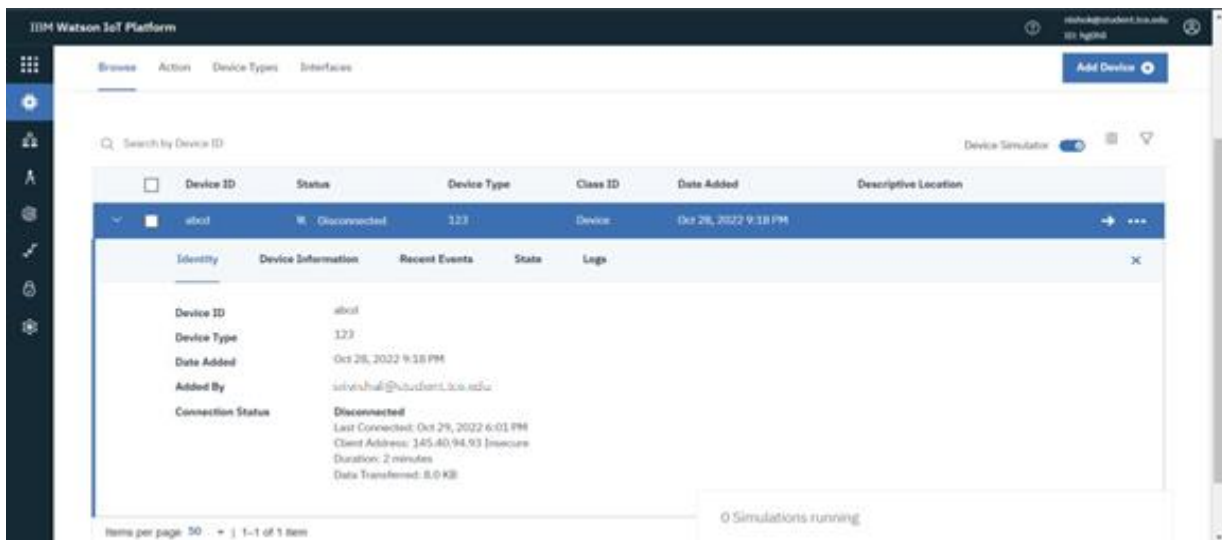 IBM Watson IoT Platform
Browse Action Device Types Interfaces
Add Device
Search by Device ID
Device Simulator
Device ID Status Device Type Class ID Date Added Descriptive Location
abcd Disconnected 123 Device Oct 28, 2022 9:18 PM
Identity Device Information Recent Events State Logs
Device ID abcd
Device Type 123
Date Added Oct 28, 2022 9:18 PM
Added By
Connection Status Disconnected
Last Connected: Oct 29, 2022 6:01 PM
Client Address: 145.40.94.93 Insecure
Duration: 2 minutes
Data Transferred: 8.0 KB
Items per page 50 | 1–1 of 1 item
0 Simulations running